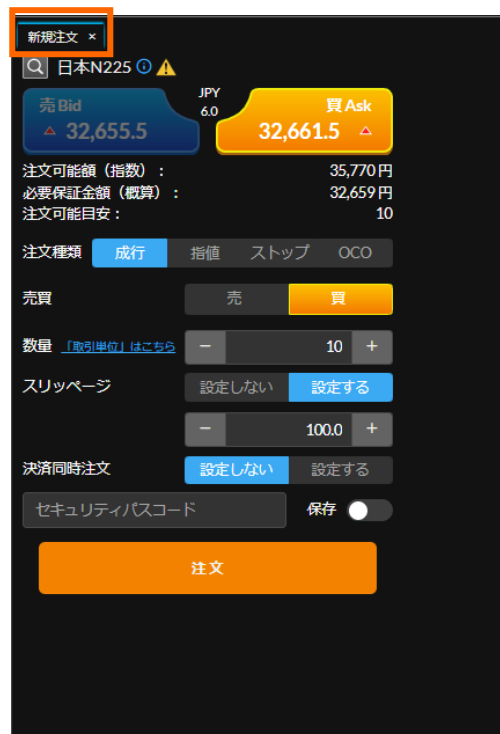 新規注文 ×
日本N225
売 Bid
32,655.5
JPY
6.0
買 Ask
32,661.5
注文可能額（指数）： 35,770 円
必要保証金額（概算）： 32,659 円
注文可能目安： 10
注文種類 成行 指値 ストップ OCO
売買 売 買
数量 「取引単位」はこちら － 10 +
スリッページ 設定しない 設定する
－ 100.0 +
決済同時注文 設定しない 設定する
セキュリティパスコード 保存
注文